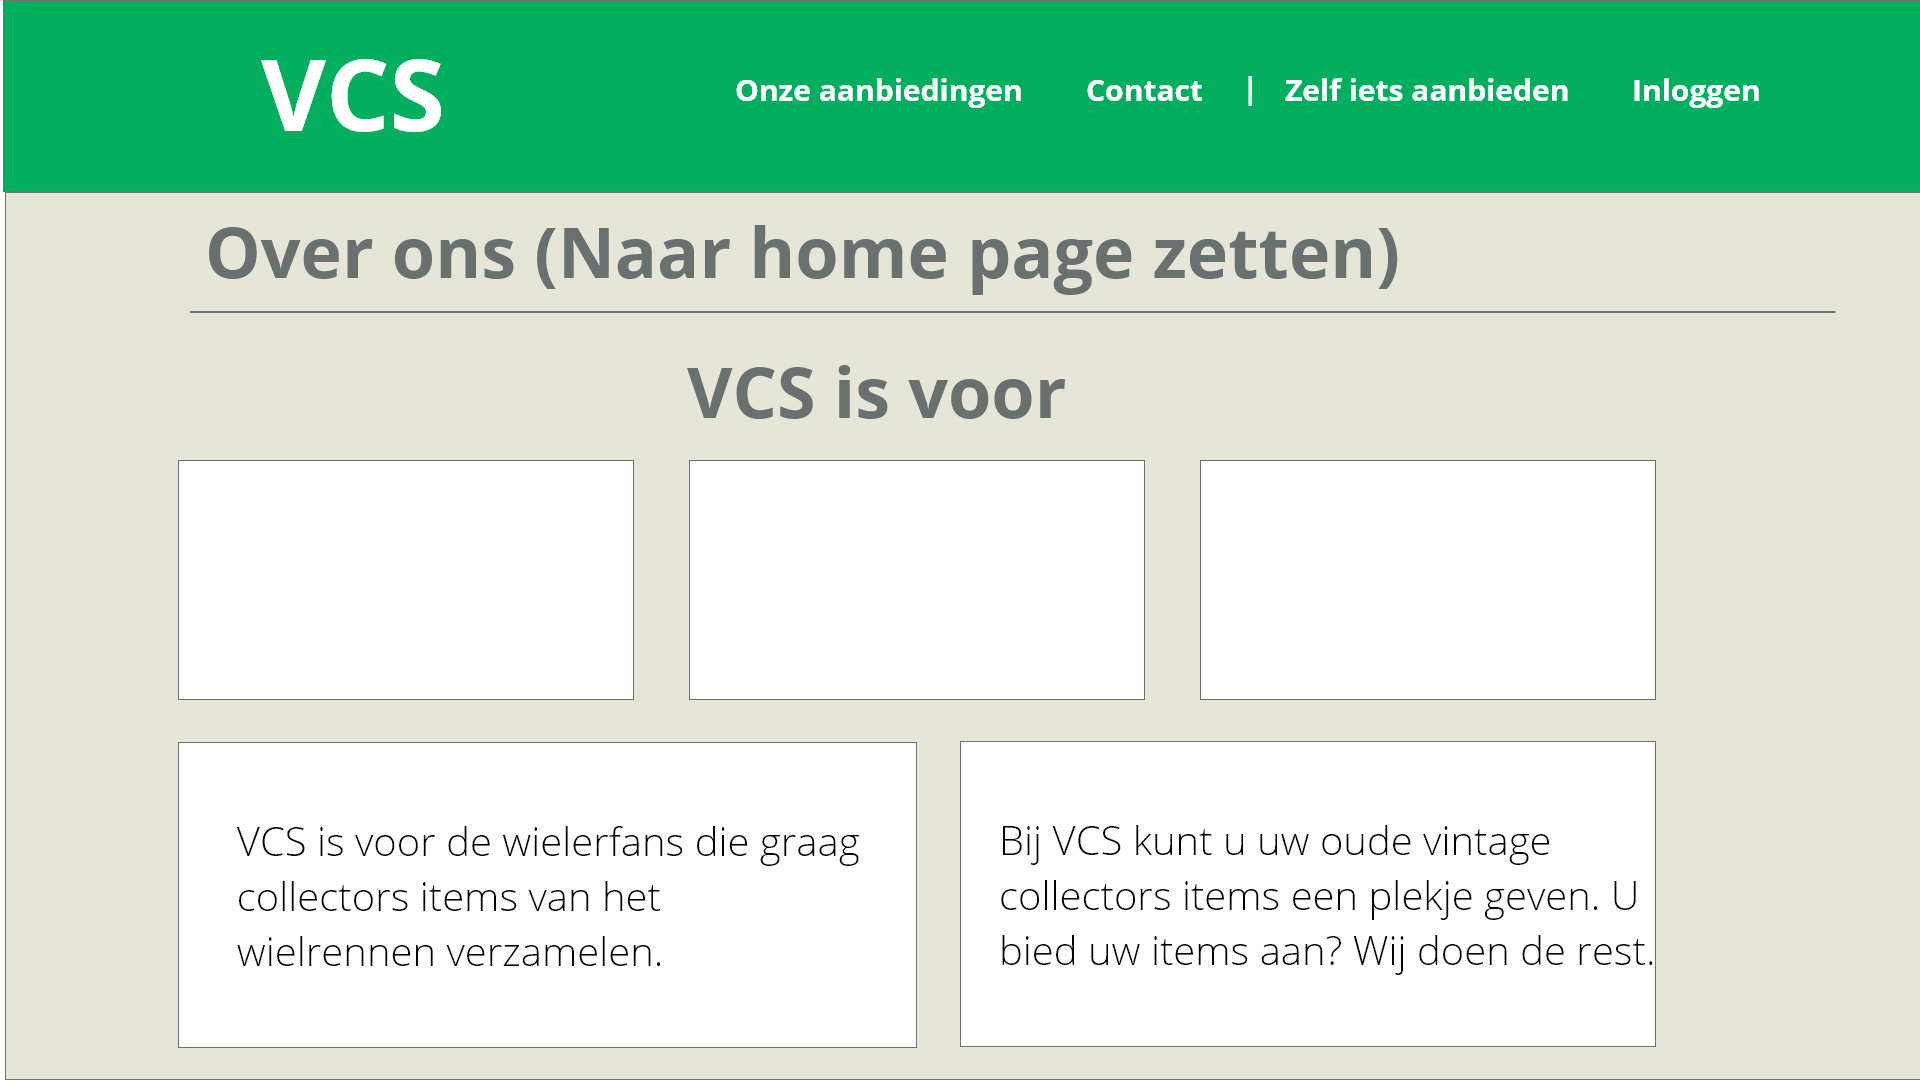 VCS
Onze aanbiedingen Contact | Zelf iets aanbieden Inloggen
Over ons (Naar home page zetten)
VCS is voor
VCS is voor de wielerfans die graag
collectors items van het
wielrennen verzamelen.
Bij VCS kunt u uw oude vintage
collectors items een plekje geven. U
bied uw items aan? Wij doen de rest.